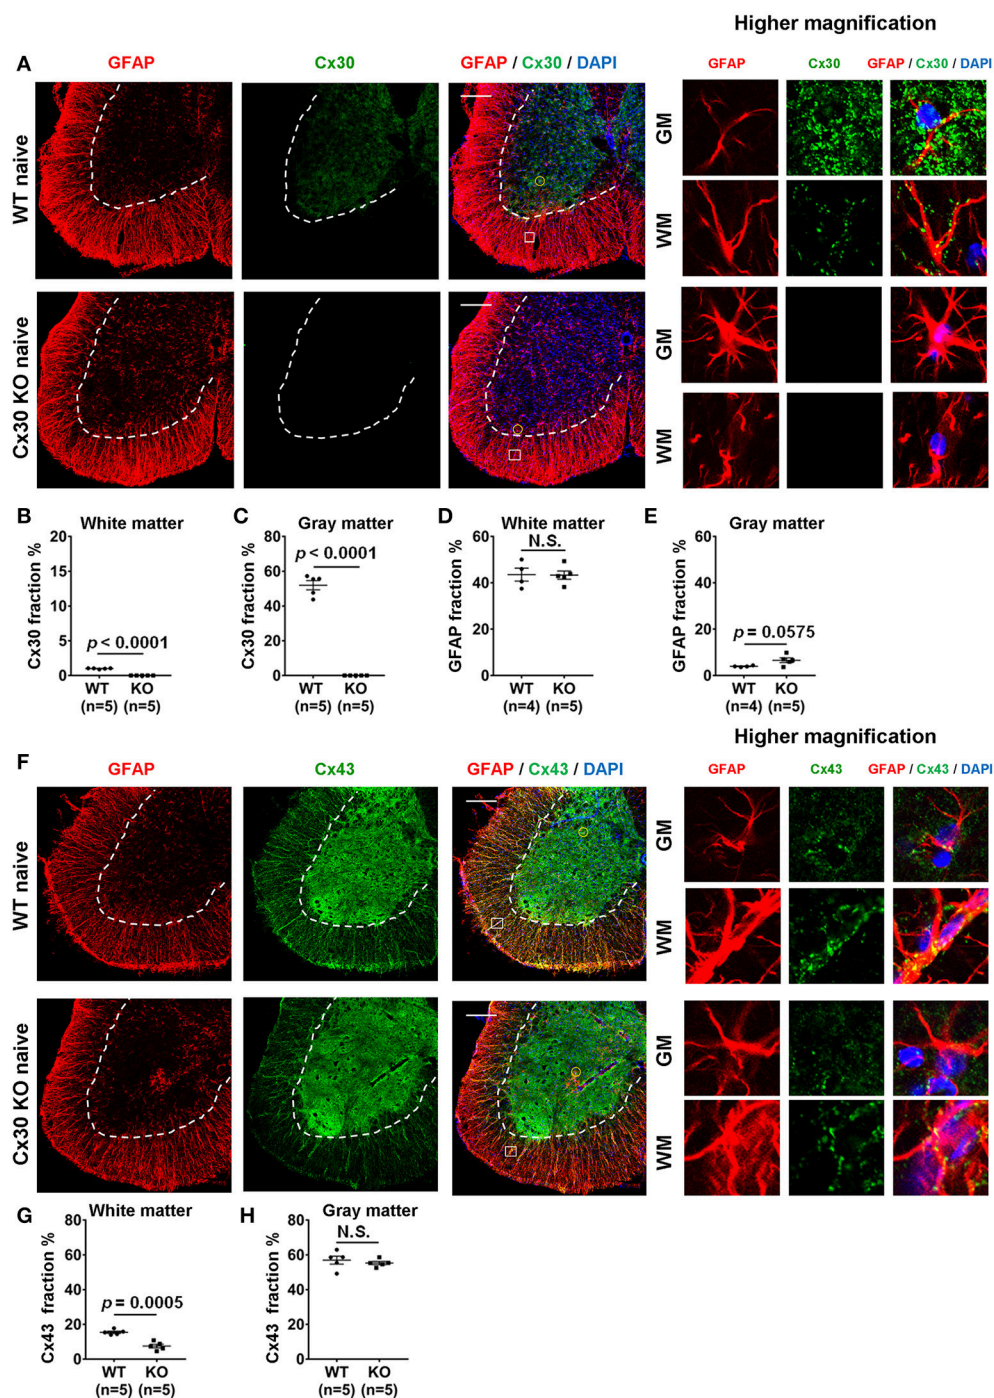 Higher magnification
A
GFAP
Cx30
GFAP / Cx30 / DAPI
GFAP
Cx30
GFAP / Cx30 / DAPI
WT naive
GM
WM
Cx30 KO naive
GM
WM
B
White matter
Cx30 fraction %
20
15
10
5
0
p < 0.0001
WT
KO
(n=5)
(n=5)
C
Gray matter
Cx30 fraction %
80
60
40
20
0
p < 0.0001
WT
KO
(n=5)
(n=5)
D
White matter
GFAP fraction %
60
40
20
0
N.S.
WT
KO
(n=4)
(n=5)
E
Gray matter
GFAP fraction %
60
40
20
0
p = 0.0575
WT
KO
(n=4)
(n=5)
Higher magnification
F
GFAP
Cx43
GFAP / Cx43 / DAPI
GFAP
Cx43
GFAP / Cx43 / DAPI
WT naive
GM
WM
Cx30 KO naive
GM
WM
G
White matter
Cx43 fraction %
80
60
40
20
0
p = 0.0005
WT
KO
(n=5)
(n=5)
H
Gray matter
Cx43 fraction %
80
60
40
20
0
N.S.
WT
KO
(n=5)
(n=5)